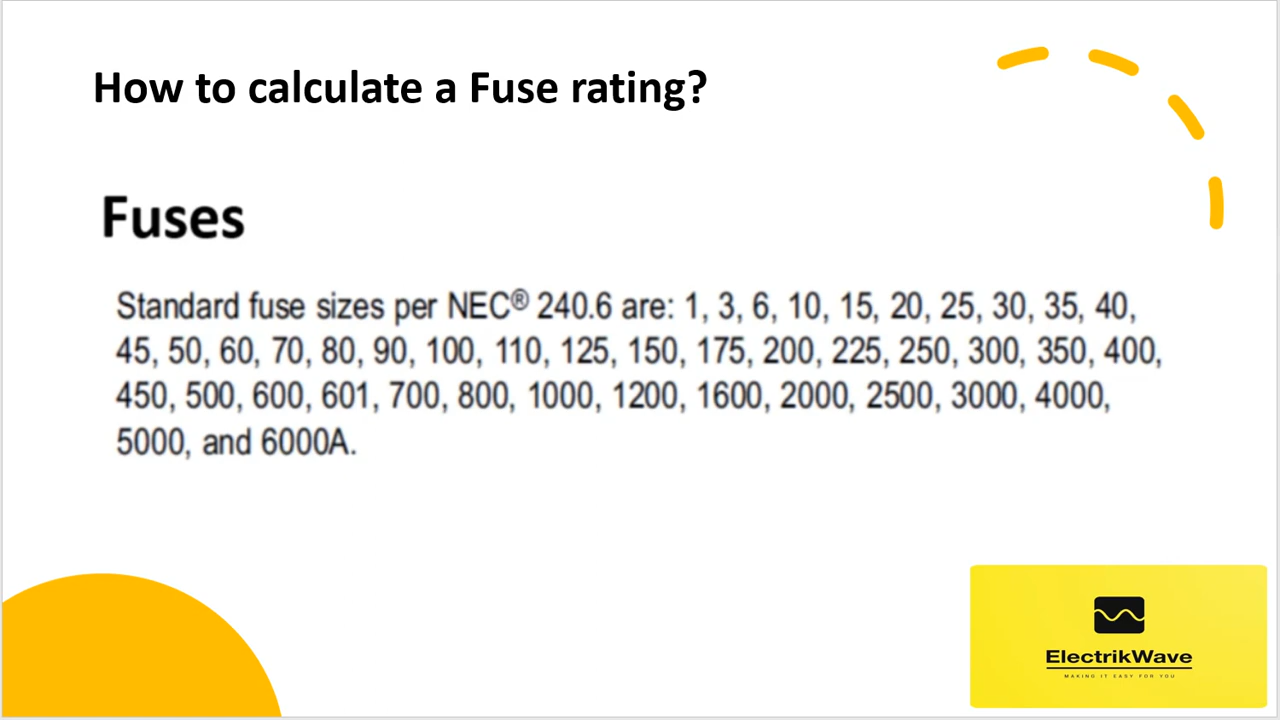 How to calculate a Fuse rating?
Fuses
Standard fuse sizes per NEC® 240.6 are: 1, 3, 6, 10, 15, 20, 25, 30, 35, 40,
45, 50, 60, 70, 80, 90, 100, 110, 125, 150, 175, 200, 225, 250, 300, 350, 400,
450, 500, 600, 601, 700, 800, 1000, 1200, 1600, 2000, 2500, 3000, 4000,
5000, and 6000A.
ElectrikWave
MAKING IT EASY FOR YOU